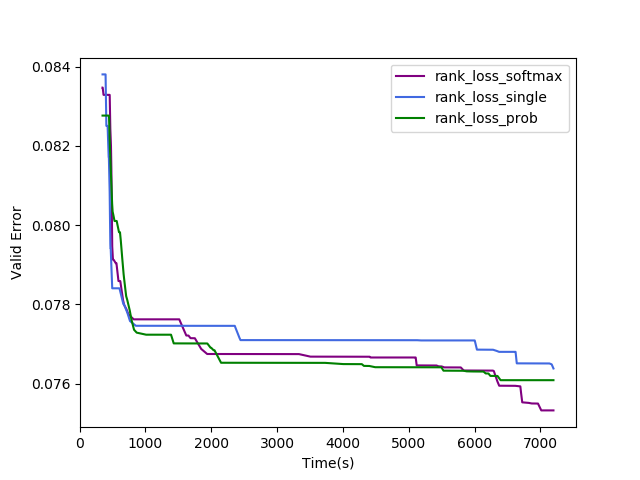 0.084
0.082
0.080
0.078
0.076
Valid Error
rank_loss_softmax
rank_loss_single
rank_loss_prob
0 1000 2000 3000 4000 5000 6000 7000
Time(s)